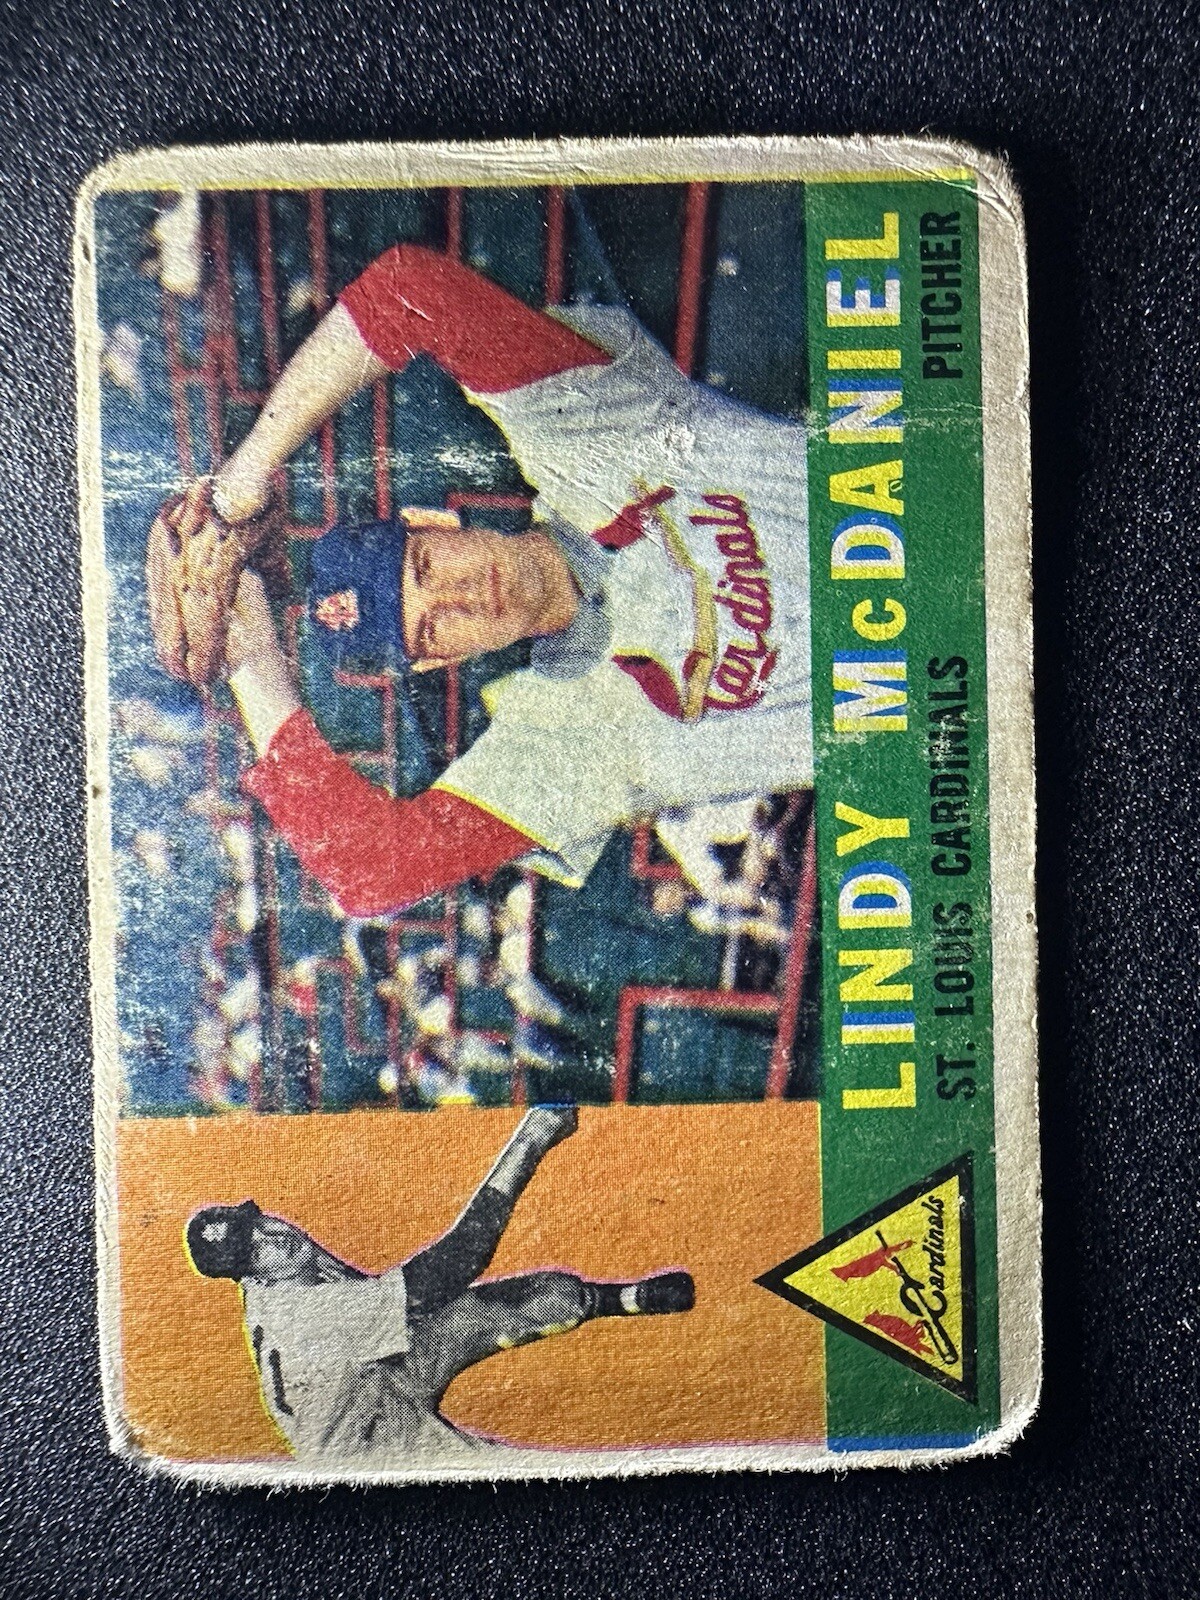 Cardinals
LINDY McDANIEL
ST. LOUIS CARDINALS PITCHER
Cardinals